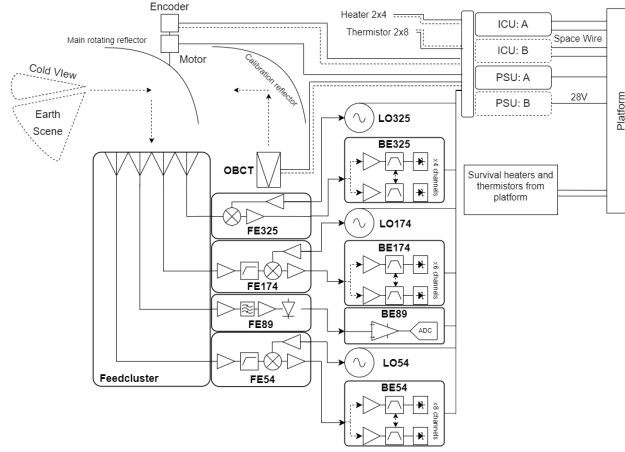 Encoder
Heater 2x4
Thermistor 2x8
ICU: A
ICU: B
Space Wire
PSU: A
PSU: B
28V
Platform
Main rotating reflector
Motor
Calibration reflector
Cold View
Earth
Scene
OBCT
LO325
BE325
x4 channels
FE325
Survival heaters and
thermistors from
platform
LO174
BE174
x6 channels
FE174
BE89
ADC
FE89
LO54
FE54
BE54
x8 channels
Feedcluster